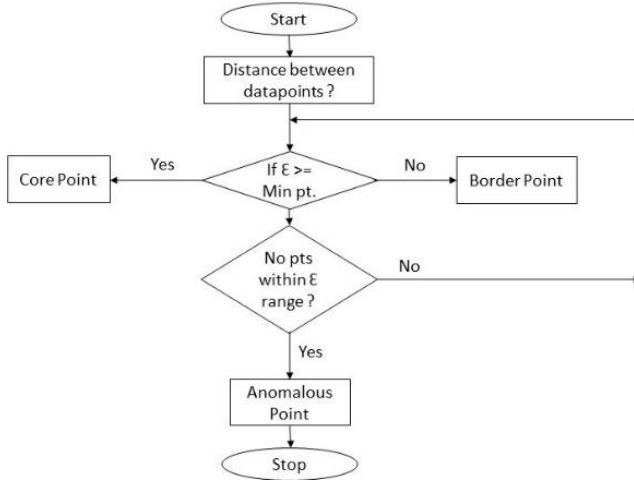 Start
Distance between
datapoints ?
Yes
If Ɛ >=
Min pt.
No
Core Point
Border Point
No pts
within Ɛ
range ?
No
Yes
Anomalous
Point
Stop